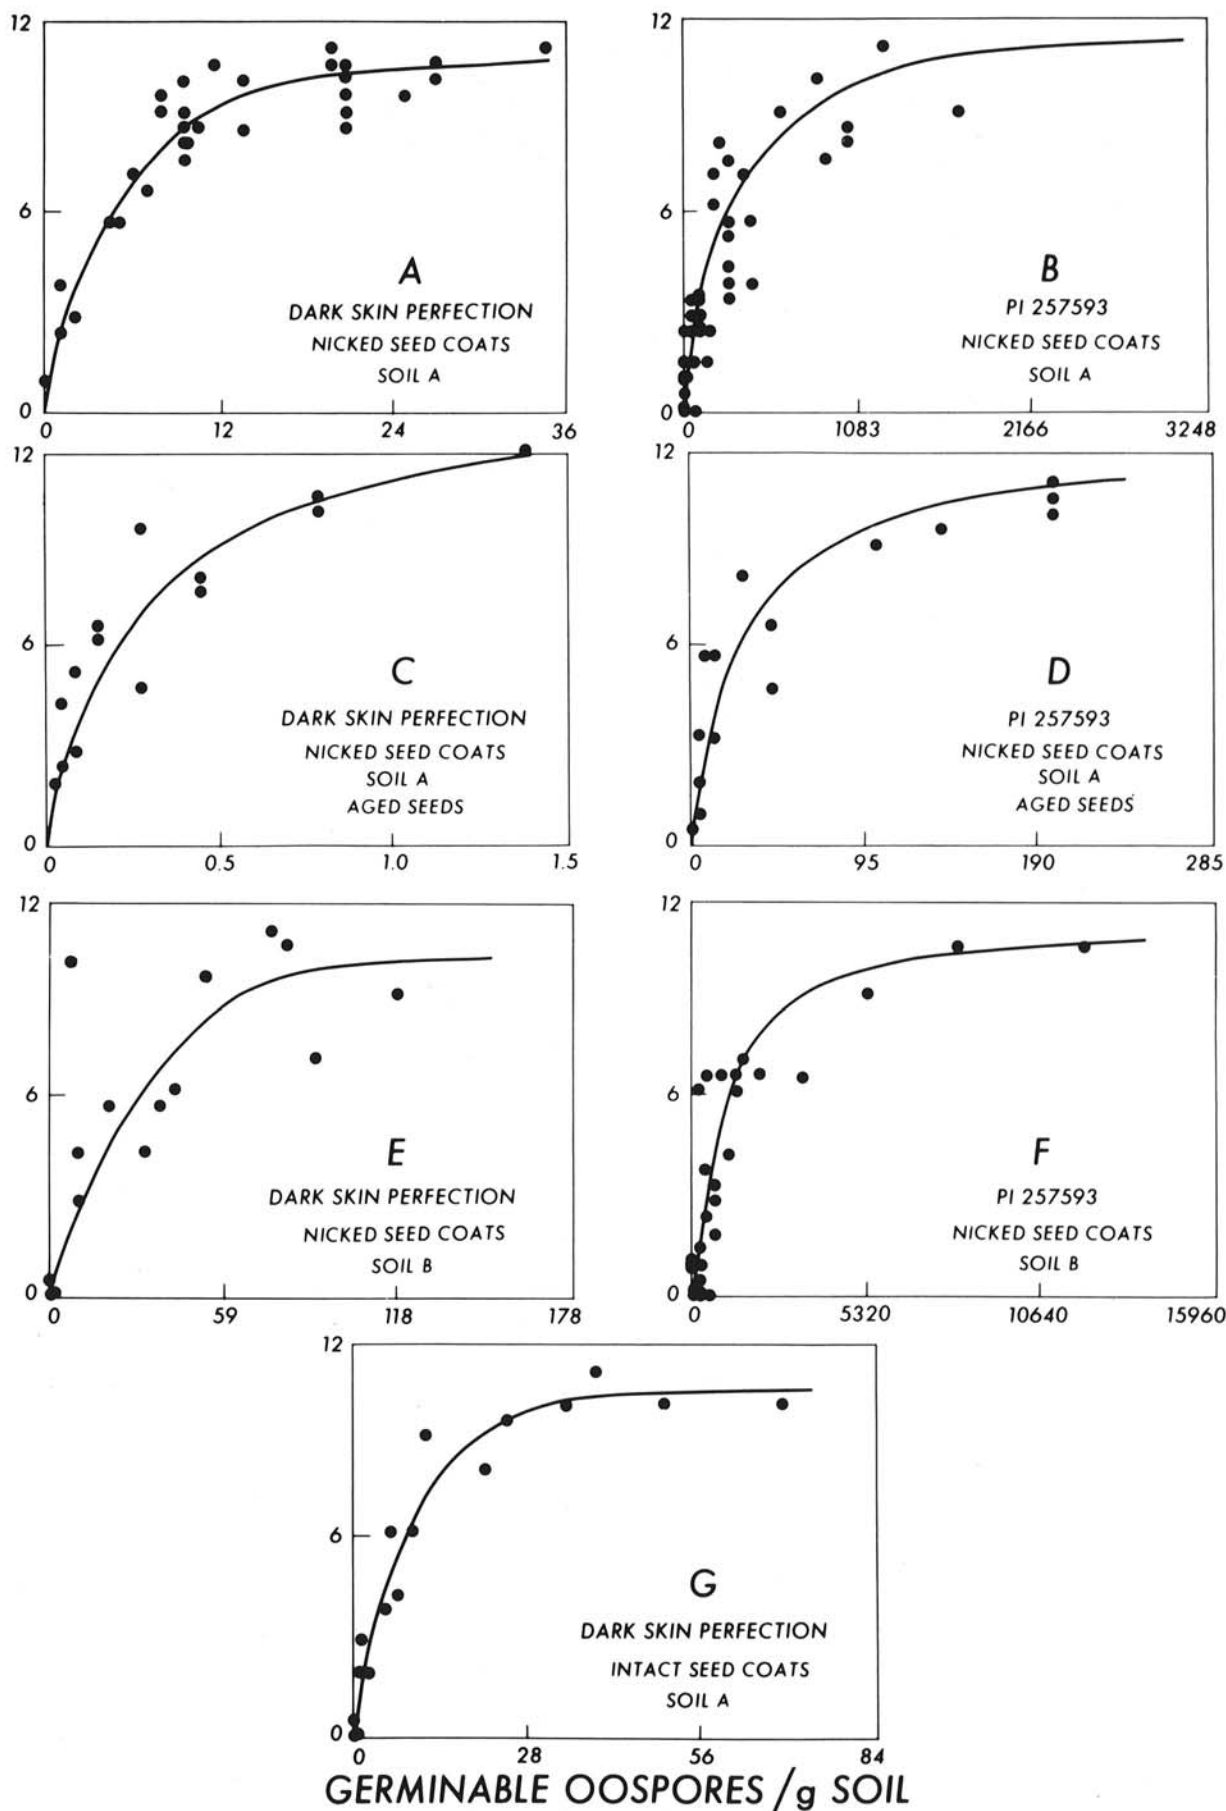 12
6
0
A
DARK SKIN PERFECTION
NICKED SEED COATS
SOIL A
0 12 24 36
12
6
0
B
PI 257593
NICKED SEED COATS
SOIL A
0 1083 2166 3248
12
6
0
C
DARK SKIN PERFECTION
NICKED SEED COATS
SOIL A
AGED SEEDS
0 0.5 1.0 1.5
12
6
0
D
PI 257593
NICKED SEED COATS
SOIL A
AGED SEEDS
0 95 190 285
12
6
0
E
DARK SKIN PERFECTION
NICKED SEED COATS
SOIL B
0 59 118 178
12
6
0
F
PI 257593
NICKED SEED COATS
SOIL B
0 5320 10640 15960
12
6
0
G
DARK SKIN PERFECTION
INTACT SEED COATS
SOIL A
0 28 56 84
GERMINABLE OOSPORES/g SOIL